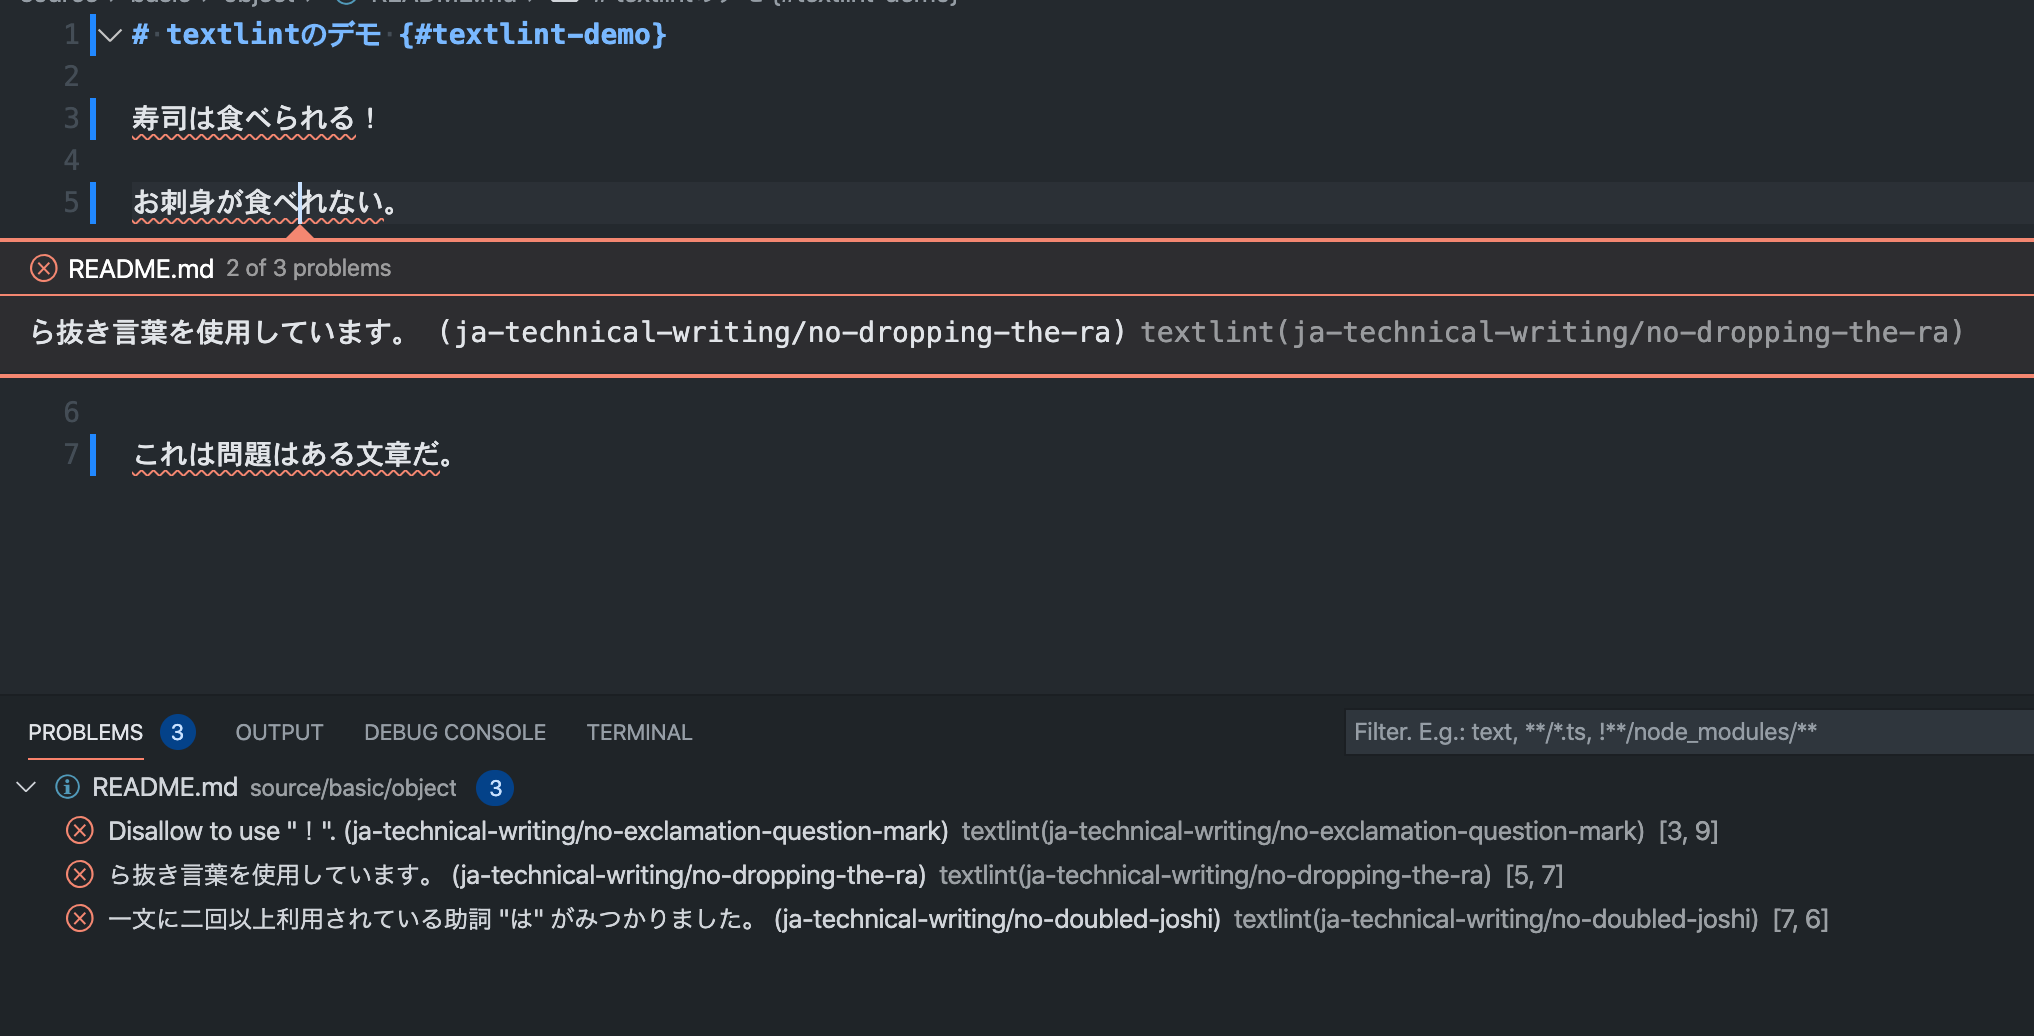 1 # textlintのデモ {#textlint-demo}
2
3 寿司は食べられる！
4
5 お刺身が食べれない。
README.md 2 of 3 problems
ら抜き言葉を使用しています。 (ja-technical-writing/no-dropping-the-ra) textlint(ja-technical-writing/no-dropping-the-ra)
6
7 これは問題はある文章だ。
PROBLEMS 3 OUTPUT DEBUG CONSOLE TERMINAL Filter. E.g.: text, **/*.ts, !**/node_modules/**
README.md source/basic/object 3
Disallow to use "！". (ja-technical-writing/no-exclamation-question-mark) textlint(ja-technical-writing/no-exclamation-question-mark) [3, 9]
ら抜き言葉を使用しています。 (ja-technical-writing/no-dropping-the-ra) textlint(ja-technical-writing/no-dropping-the-ra) [5, 7]
一文に二回以上利用されている助詞 "は" がみつかりました。 (ja-technical-writing/no-doubled-joshi) textlint(ja-technical-writing/no-doubled-joshi) [7, 6]